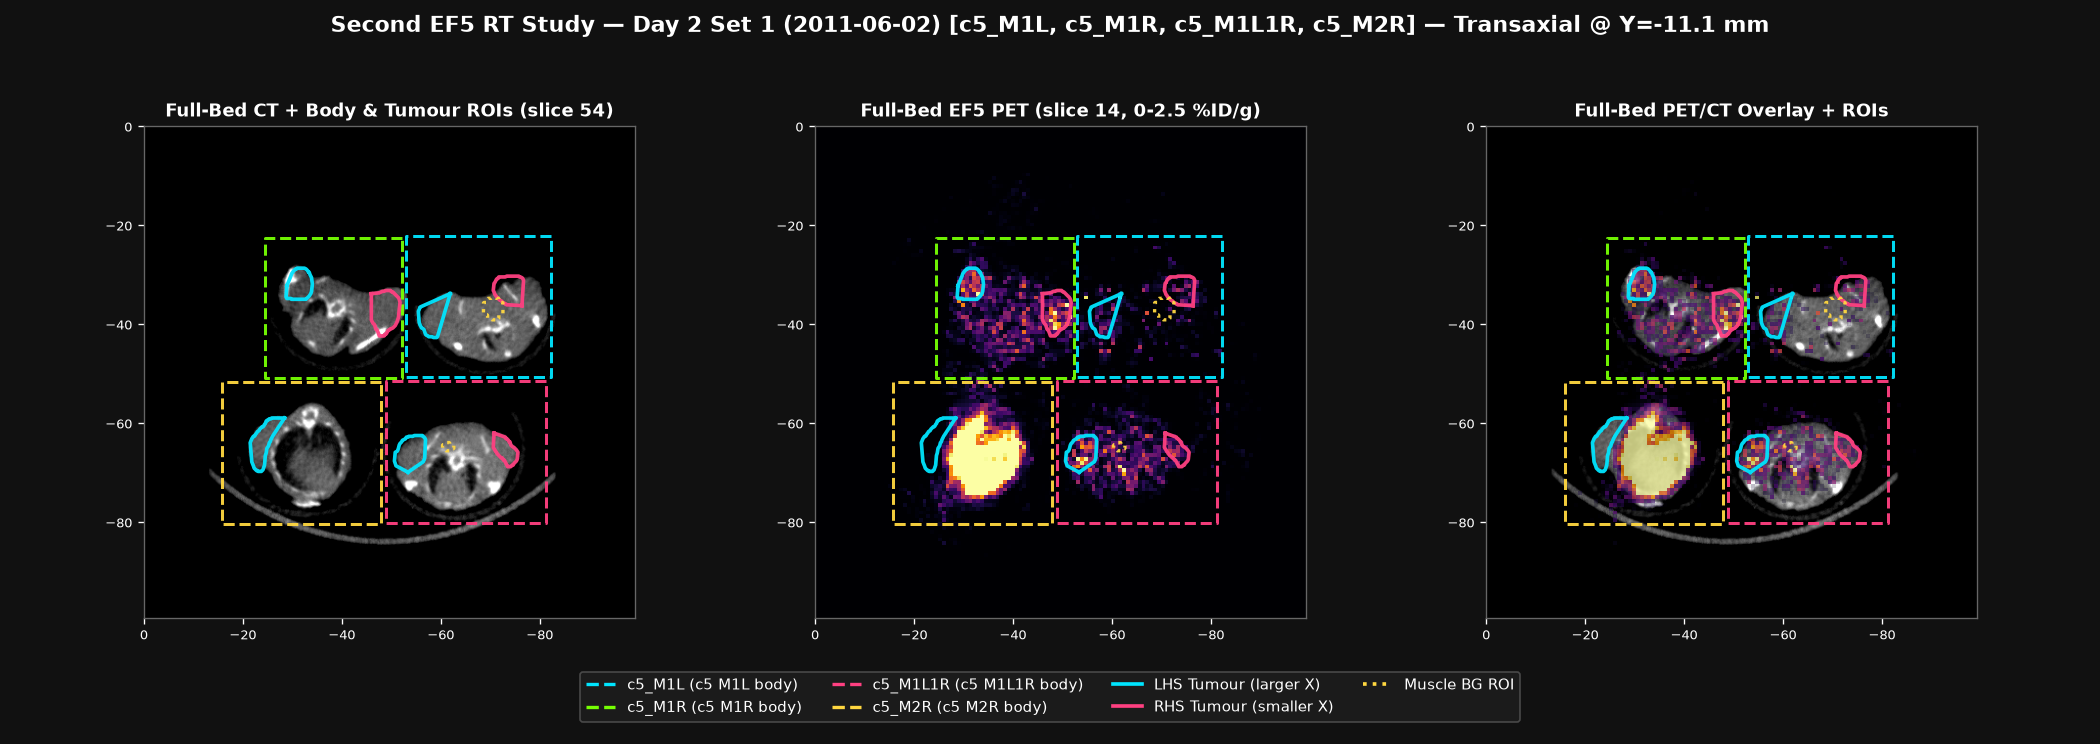 Second EF5 RT Study — Day 2 Set 1 (2011-06-02) [c5_M1L, c5_M1R, c5_M1L1R, c5_M2R] — Transaxial @ Y=-11.1 mm
Full-Bed CT + Body & Tumour ROIs (slice 54)
0
−20
−40
−60
−80
0
−20
−40
−60
−80
Full-Bed EF5 PET (slice 14, 0-2.5 %ID/g)
0
−20
−40
−60
−80
0
−20
−40
−60
−80
Full-Bed PET/CT Overlay + ROIs
0
−20
−40
−60
−80
0
−20
−40
−60
−80
c5_M1L (c5 M1L body)
c5_M1R (c5 M1R body)
c5_M1L1R (c5 M1L1R body)
c5_M2R (c5 M2R body)
LHS Tumour (larger X)
RHS Tumour (smaller X)
Muscle BG ROI